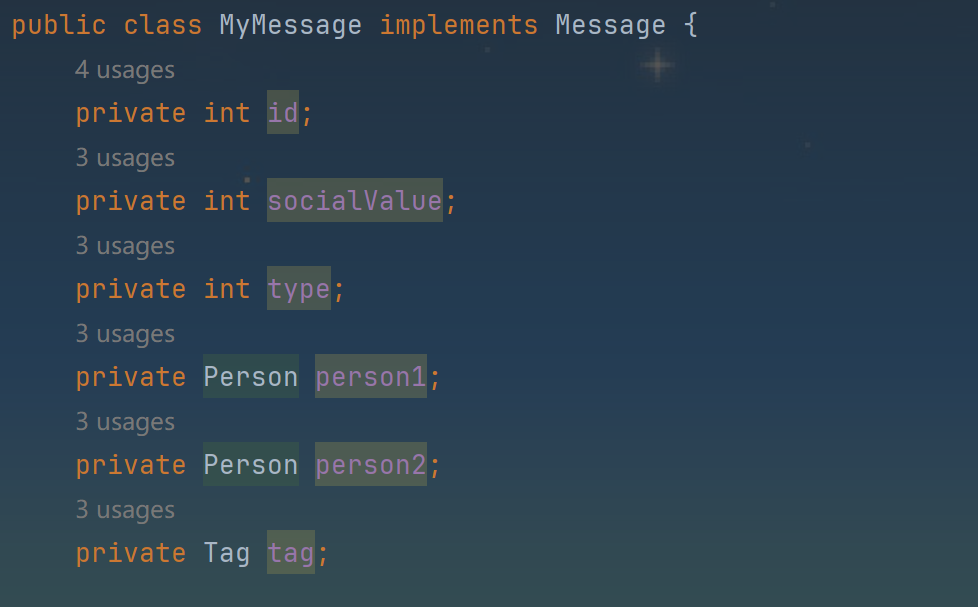 public class MyMessage implements Message {
4 usages
private int id;
3 usages
private int socialValue;
3 usages
private int type;
3 usages
private Person person1;
3 usages
private Person person2;
3 usages
private Tag tag;